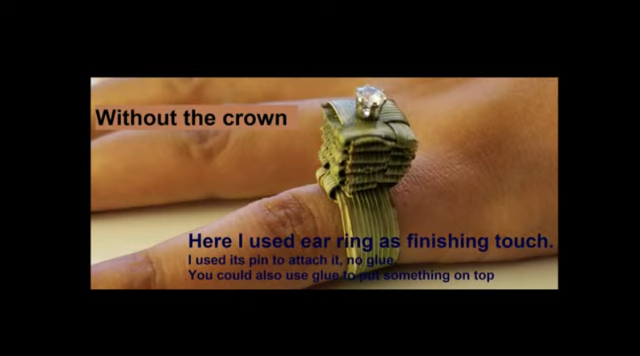 Without the crown
Here I used ear ring as finishing touch.
I used its pin to attach it, no glue.
You could also use glue to put something on top